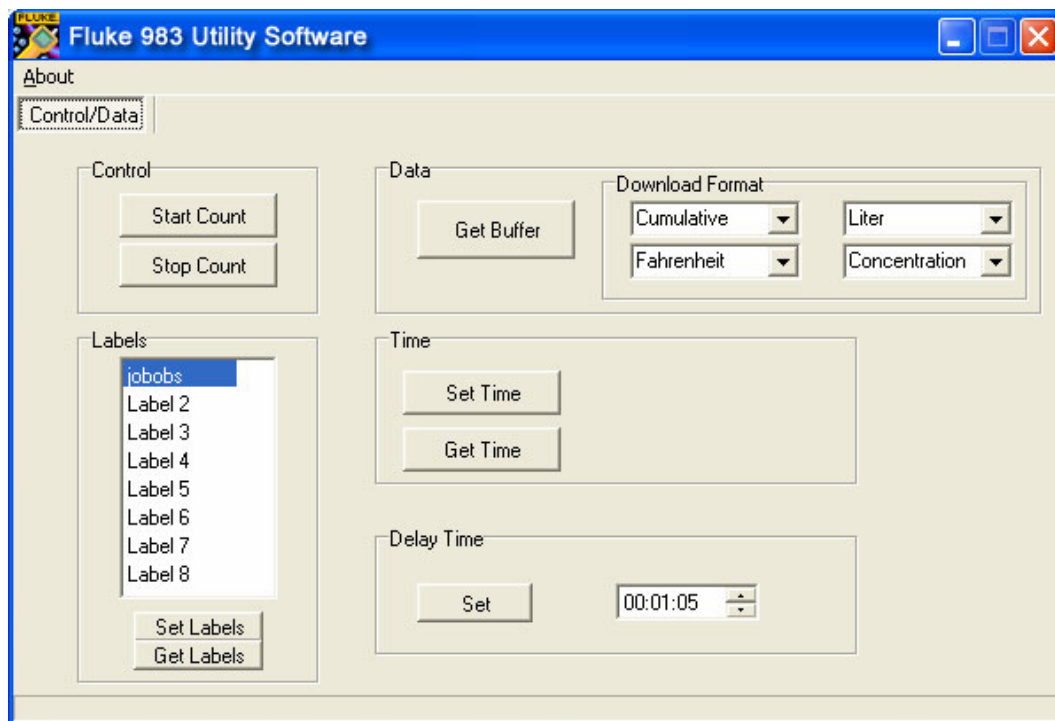 FLUKE
Fluke 983 Utility Software
About
Control/Data
Control
Start Count
Stop Count
Data
Get Buffer
Download Format
Cumulative
Liter
Fahrenheit
Concentration
Labels
jobobs
Label 2
Label 3
Label 4
Label 5
Label 6
Label 7
Label 8
Set Labels
Get Labels
Time
Set Time
Get Time
Delay Time
Set
00:01:05